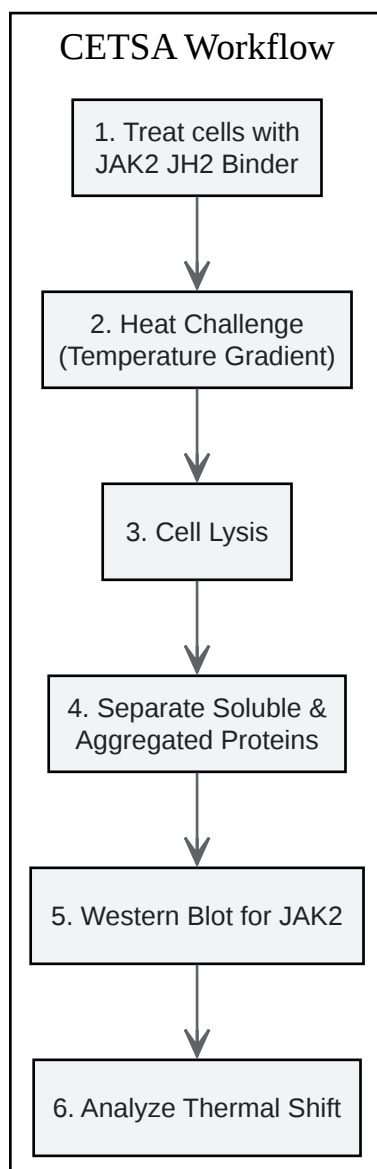 CETSA Workflow
1. Treat cells with
JAK2 JH2 Binder
2. Heat Challenge
(Temperature Gradient)
3. Cell Lysis
4. Separate Soluble &
Aggregated Proteins
5. Western Blot for JAK2
6. Analyze Thermal Shift